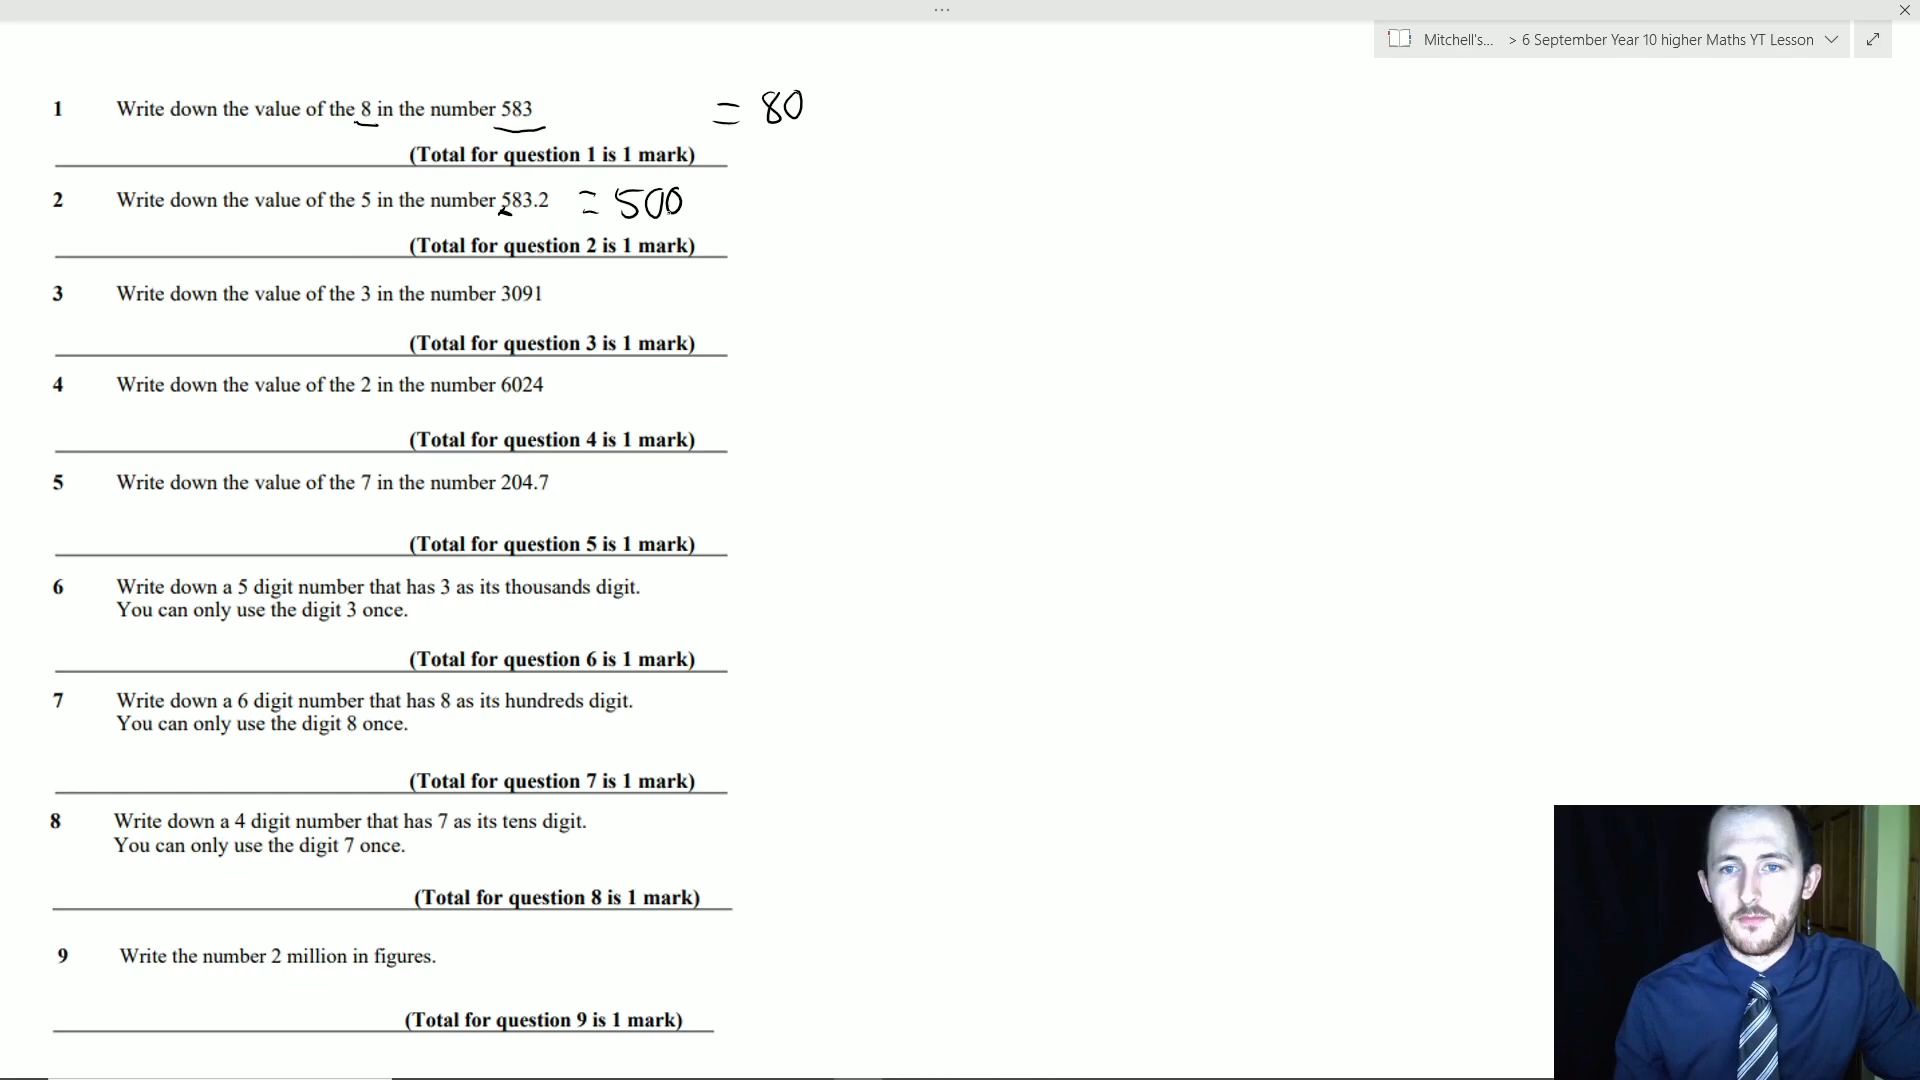 ...
Mitchell's... > 6 September Year 10 higher Maths YT Lesson
1 Write down the value of the 8 in the number 583 = 80
(Total for question 1 is 1 mark)
2 Write down the value of the 5 in the number 583.2 = 500
(Total for question 2 is 1 mark)
3 Write down the value of the 3 in the number 3091
(Total for question 3 is 1 mark)
4 Write down the value of the 2 in the number 6024
(Total for question 4 is 1 mark)
5 Write down the value of the 7 in the number 204.7
(Total for question 5 is 1 mark)
6 Write down a 5 digit number that has 3 as its thousands digit.
You can only use the digit 3 once.
(Total for question 6 is 1 mark)
7 Write down a 6 digit number that has 8 as its hundreds digit.
You can only use the digit 8 once.
(Total for question 7 is 1 mark)
8 Write down a 4 digit number that has 7 as its tens digit.
You can only use the digit 7 once.
(Total for question 8 is 1 mark)
9 Write the number 2 million in figures.
(Total for question 9 is 1 mark)